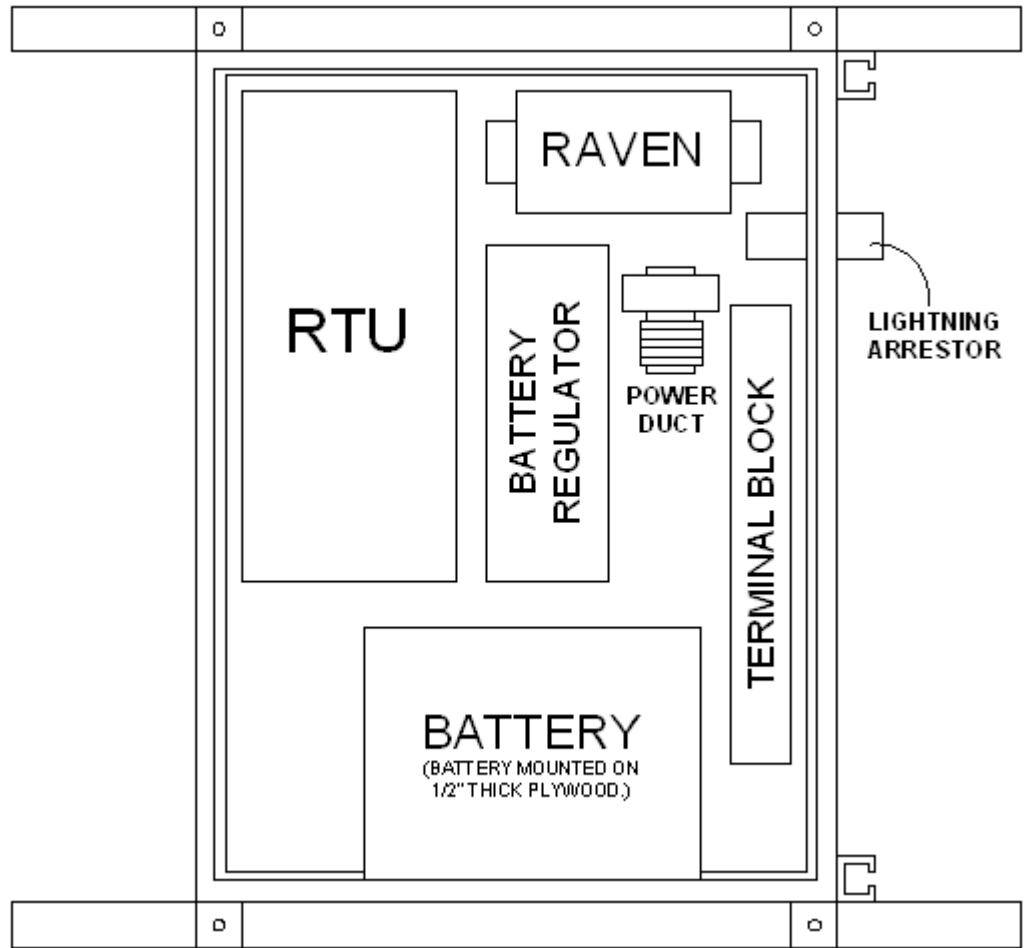 RAVEN
RTU
LIGHTNING
ARRESTOR
BATTERY
REGULATOR
POWER
DUCT
TERMINAL BLOCK
BATTERY
(BATTERY MOUNTED ON
1/2" THICK PLYWOOD.)